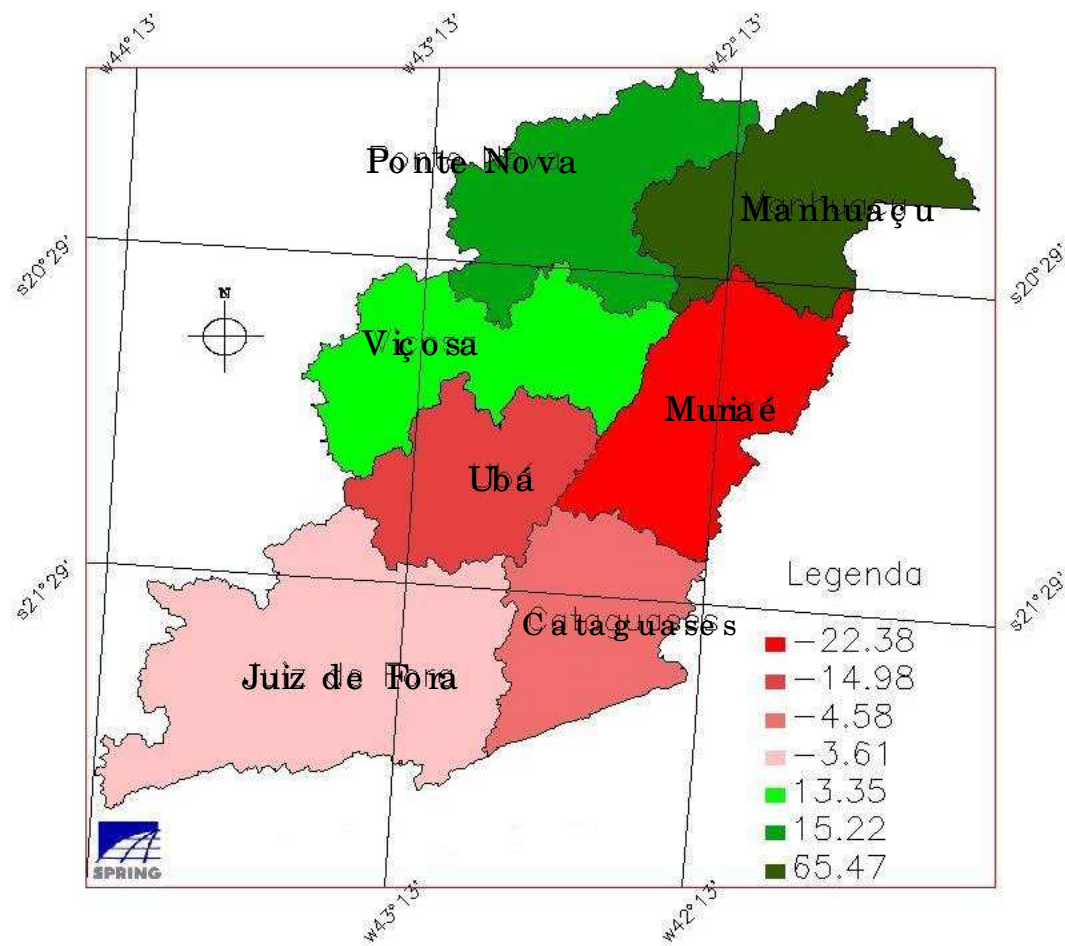 w44°13'
w43°13'
w42°13'
Ponte Nova
Manhuaçu
s20°29'
s20°29'
N
Viçosa
Muriaé
Ubá
s21°29'
s21°29'
Legenda
Cataguases
-22.38
Juiz de Fora
-14.98
-4.58
-3.61
13.35
15.22
65.47
SPRING
w43°13'
w42°13'